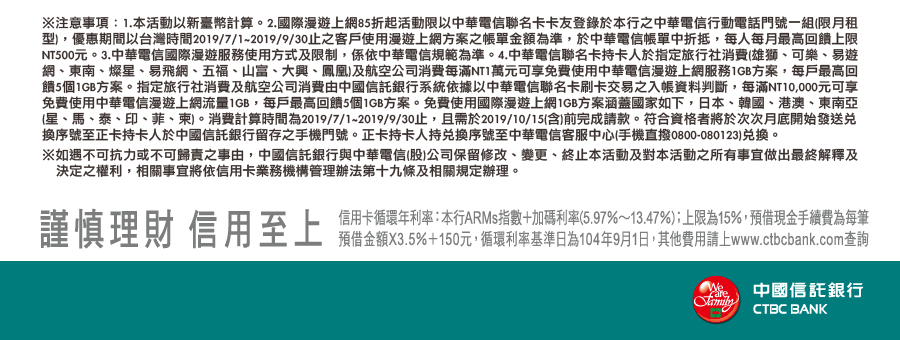 ※注意事項：1.本活動以新臺幣計算。2.國際漫遊上網85折起活動限以中華電信聯名卡卡友登錄於本行之中華電信行動電話門號一組(限月租
型)，優惠期間以台灣時間2019/7/1~2019/9/30止之客戶使用漫遊上網方案之帳單金額為準，於中華電信帳單中折抵，每人每月最高回饋上限
NT500元。3.中華電信國際漫遊服務使用方式及限制，係依中華電信規範為準。4.中華電信聯名卡持卡人於指定旅行社消費(雄獅、可樂、易遊
網、東南、燦星、易飛網、五福、山富、大興、鳳凰)及航空公司消費每滿NT1萬元可享免費使用中華電信漫遊上網服務1GB方案，每戶最高回
饋5個1GB方案。指定旅行社消費及航空公司消費由中國信託銀行系統依據以中華電信聯名卡刷卡交易之入帳資料判斷，每滿NT10,000元可享
免費使用中華電信漫遊上網流量1GB，每戶最高回饋5個1GB方案。免費使用國際漫遊上網1GB方案涵蓋國家如下，日本、韓國、港澳、東南亞
(星、馬、泰、印、菲、柬)。消費計算時間為2019/7/1~2019/9/30止，且需於2019/10/15(含)前完成請款。符合資格者將於次次月底開始發送兌
換序號至正卡持卡人於中國信託銀行留存之手機門號。正卡持卡人持兌換序號至中華電信客服中心(手機直撥0800-080123)兌換。
※如遇不可抗力或不可歸責之事由，中國信託銀行與中華電信(股)公司保留修改、變更、終止本活動及對本活動之所有事宜做出最終解釋及
決定之權利，相關事宜將依信用卡業務機構管理辦法第十九條及相關規定辦理。
謹慎理財 信用至上
信用卡循環年利率：本行ARMs指數＋加碼利率(5.97%～13.47%)；上限為15%，預借現金手續費為每筆
預借金額X3.5%＋150元，循環利率基準日為104年9月1日，其他費用請上www.ctbcbank.com查詢
We
care
Family
中國信託銀行
CTBC BANK